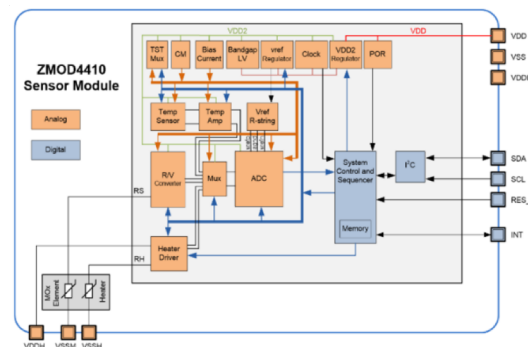 VDD2
VDD
TST
Mux
CM
Bias
Current
Bandgap
LV
vref
Regulator
Clock
VDD2
Regulator
POR
VDD
VSS
ZMOD4410
Sensor Module
Analog
Digital
Temp
Sensor
Temp
Amp
Vref
R-string
R/V
Converter
Mux
ADC
System
Control and
Sequencer
Memory
I²C
SDA
SCL
RES_
INT
RS
RH
Heater
Driver
MOx
Element
Heater
VDDH
VSSH
VSSH